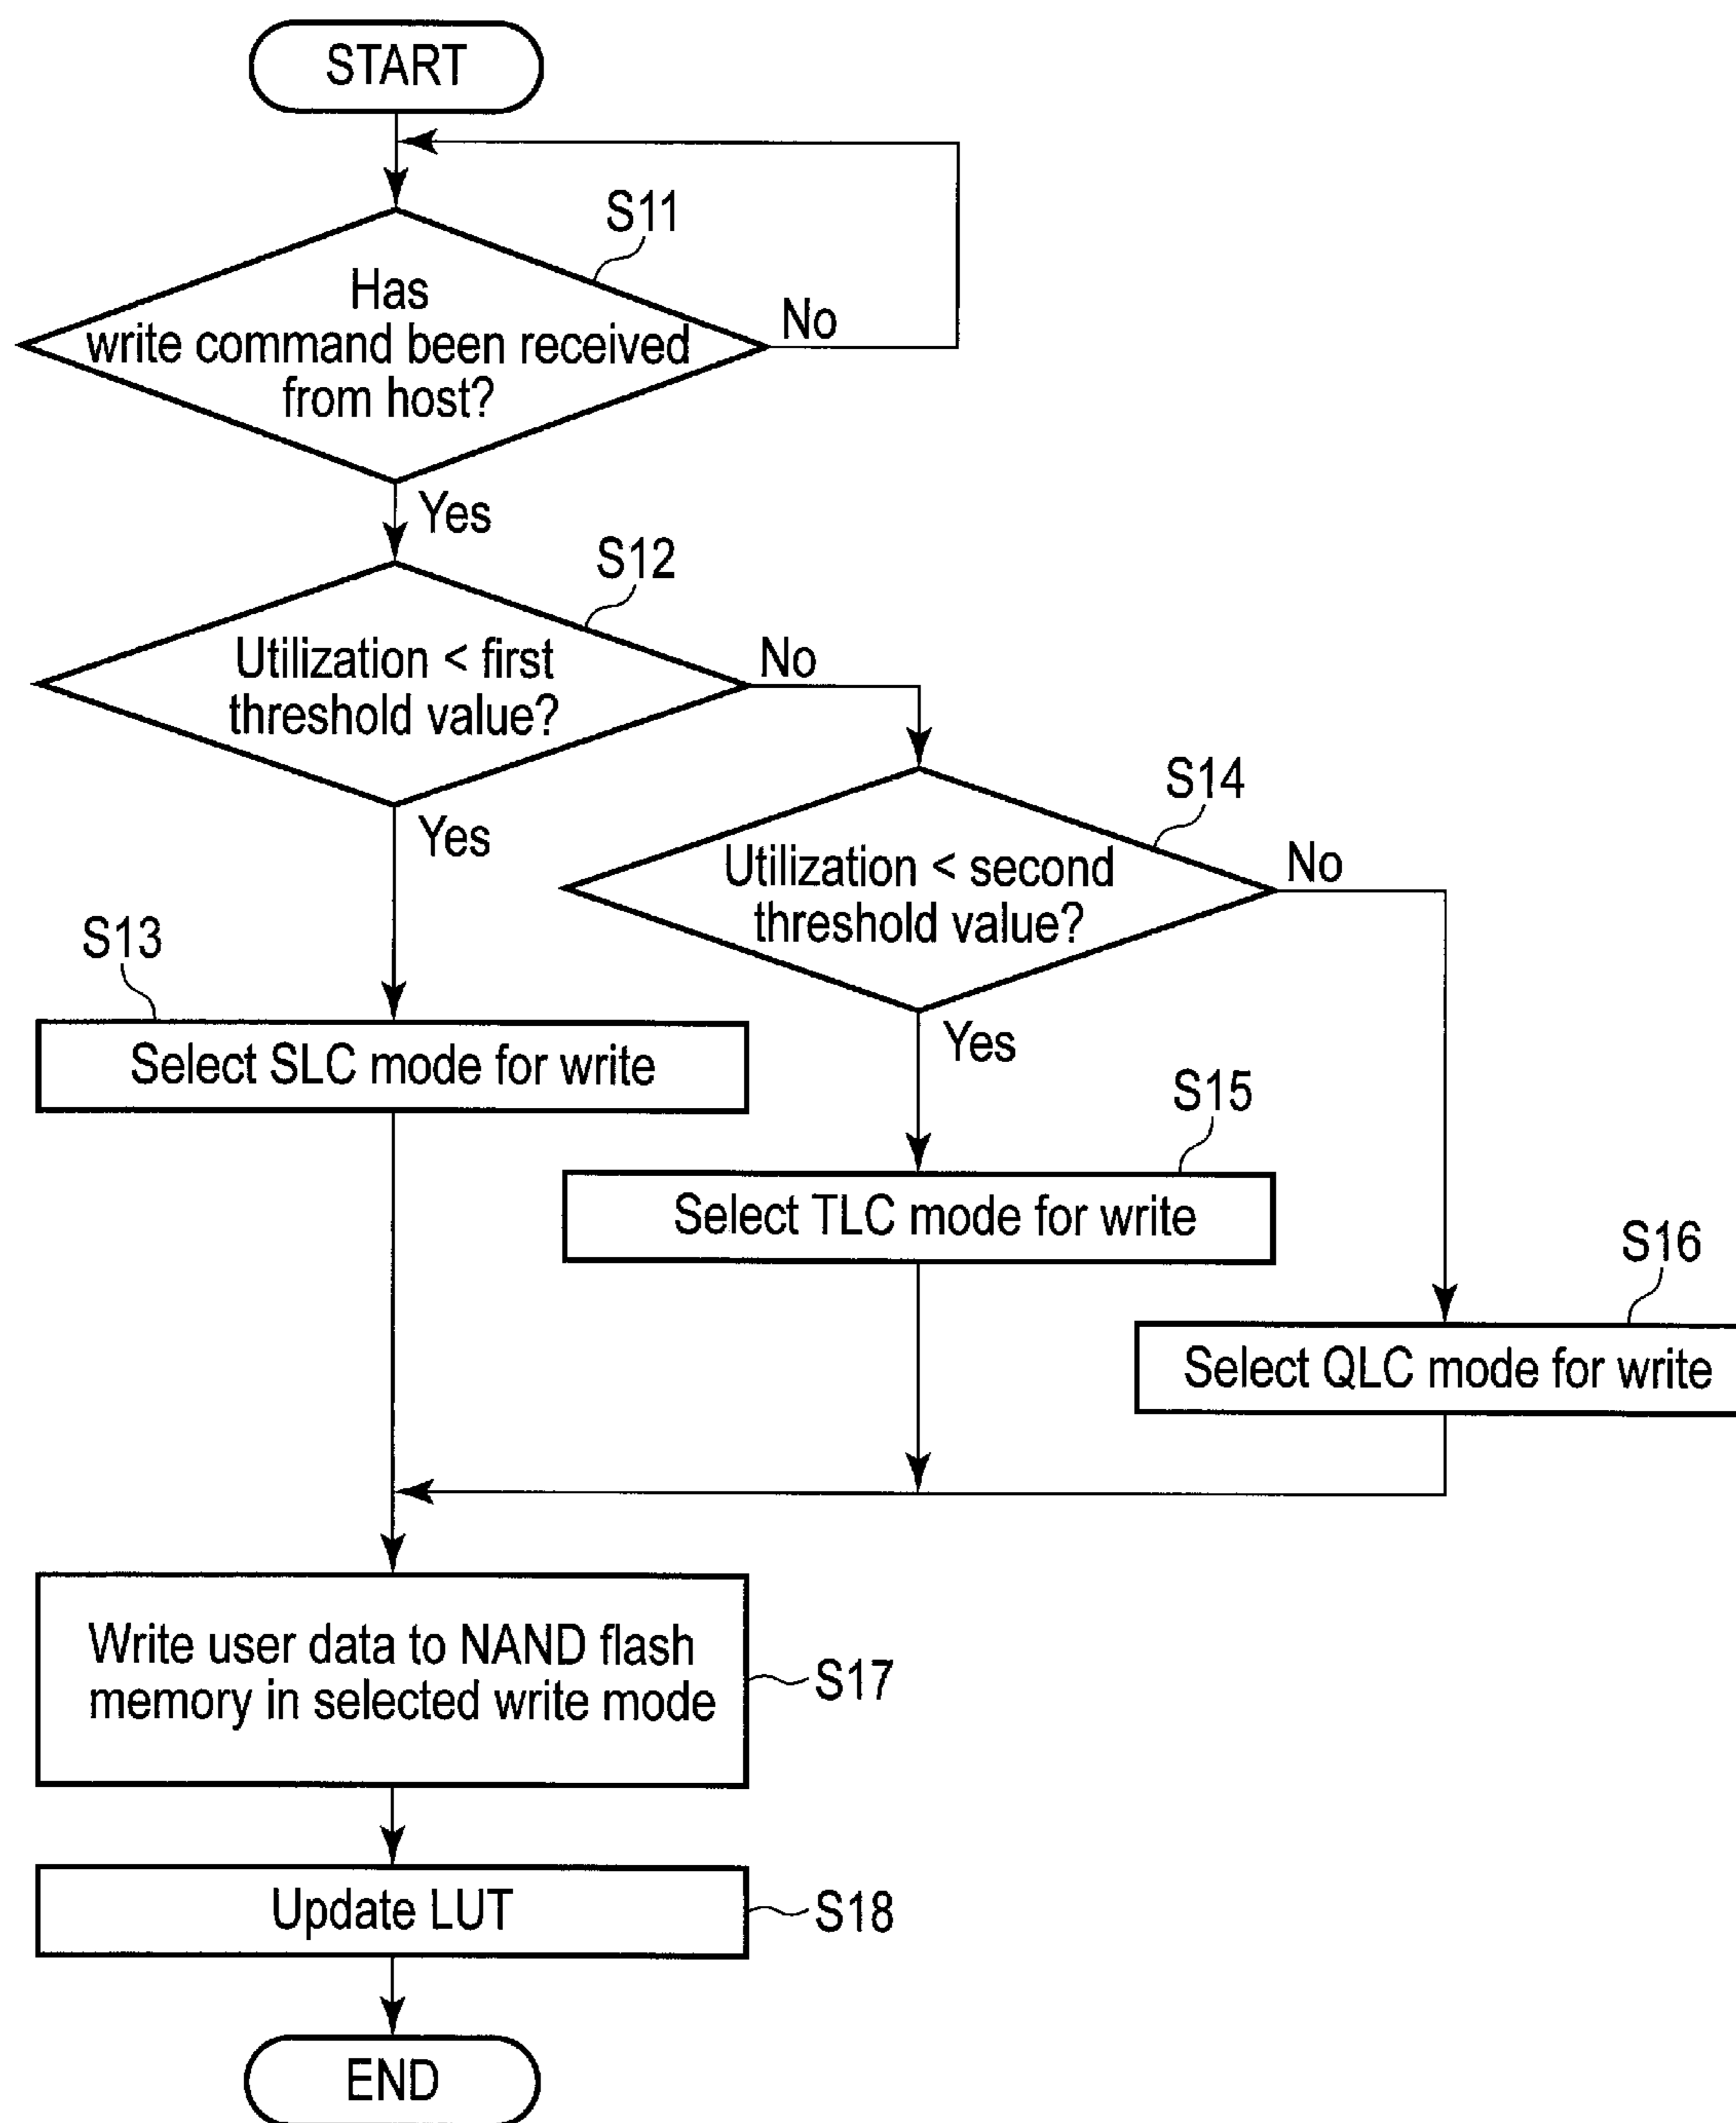 START
S11
Has
write command been received
from host?
No
Yes
S12
Utilization < first
threshold value?
No
Yes
S14
Utilization < second
threshold value?
No
Yes
S13
Select SLC mode for write
S15
Select TLC mode for write
S16
Select QLC mode for write
Write user data to NAND flash
memory in selected write mode
S17
Update LUT
S18
END